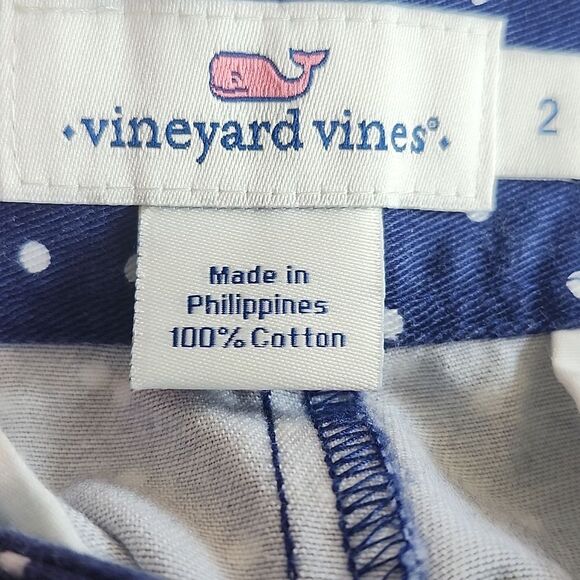 vineyard vines®
2
Made in
Philippines
100% Cotton